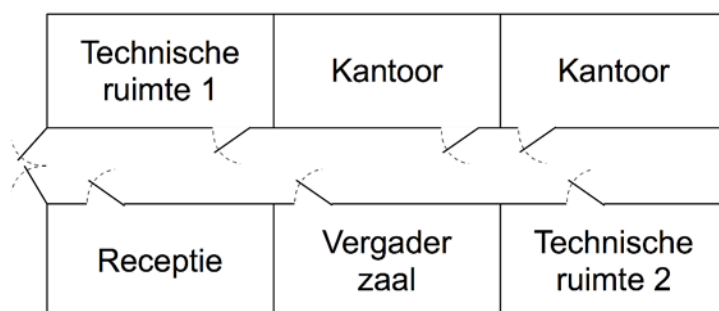 Technische
ruimte 1
Kantoor
Kantoor
Receptie
Vergader
zaal
Technische
ruimte 2